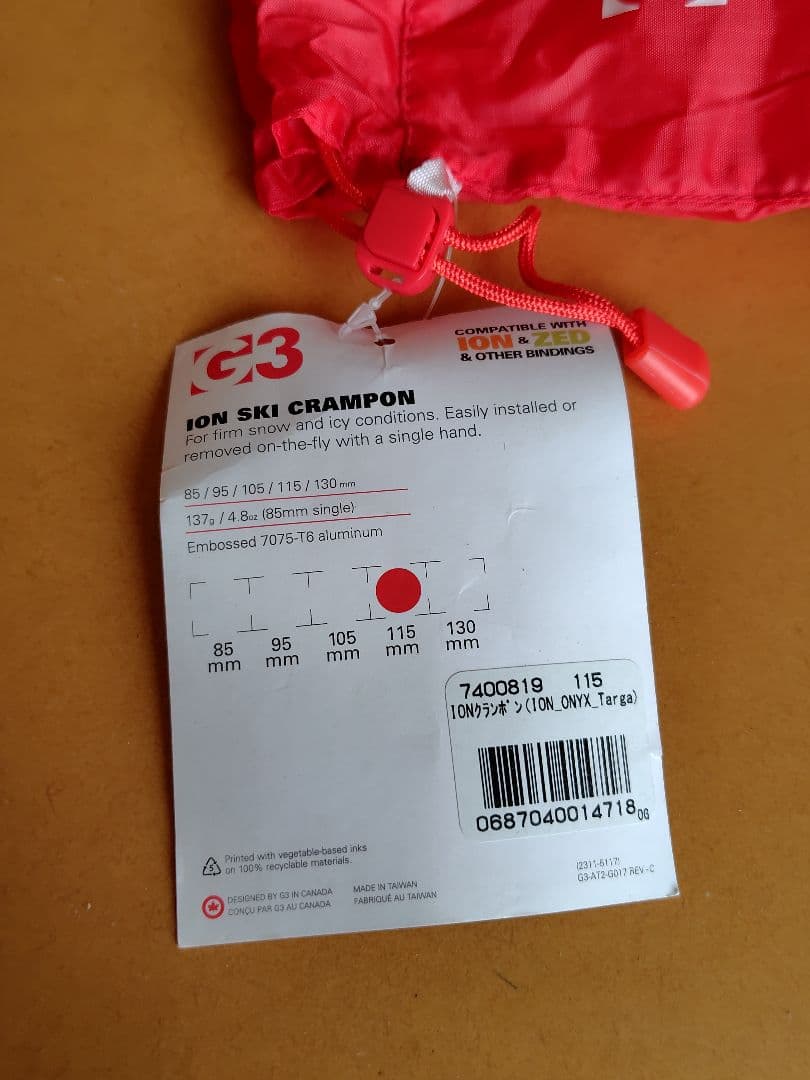 G3
COMPATIBLE WITH
ION & ZED
& OTHER BINDINGS
ION SKI CRAMPON
For firm snow and icy conditions. Easily installed or
removed on-the-fly with a single hand.
85 / 95 / 105 / 115 / 130 mm
137g / 4.8oz (85mm single)
Embossed 7075-T6 aluminum
85 mm
95 mm
105 mm
115 mm
130 mm
7400819 115
IONクランポン(ION_ONYX_Targa)
0687040014718 06
5
Printed with vegetable-based inks
on 100% recyclable materials.
DESIGNED BY G3 IN CANADA
CONÇU PAR G3 AU CANADA
MADE IN TAIWAN
FABRIQUÉ AU TAIWAN
G3-AT2-G017 REV-C